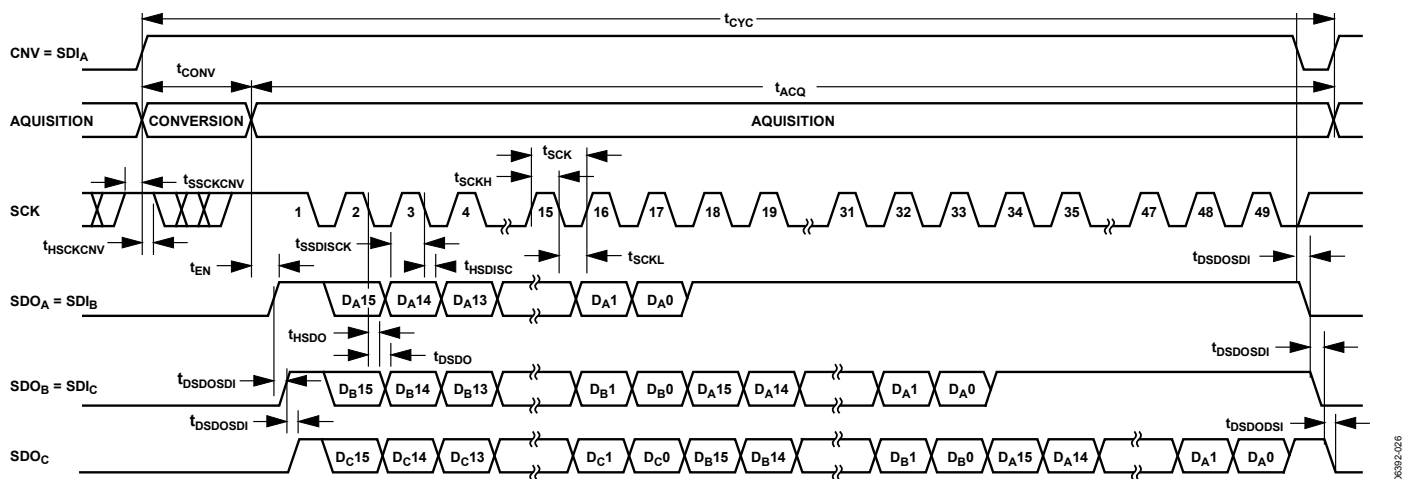 tCYC
CNV = SDIA
tCONV
tACQ
AQUISITION CONVERSION AQUISITION
tSCK
tSSCKCNV
tSCKH
SCK
1 2 3 4 15 16 17 18 19 31 32 33 34 35 47 48 49
tHSCKCNV
tSSDISCK
tEN
tHSDISC
tSCKL
tDSDOSDI
SDOA = SDIB
DA15 DA14 DA13 DA1 DA0
tHSDO
tDSDO
tDSDOSDI
tDSDOSDI
SDOB = SDIC
DB15 DB14 DB13 DB1 DB0 DA15 DA14 DA1 DA0
tDSDOSDI
tDSDODSI
SDOC
DC15 DC14 DC13 DC1 DC0 DB15 DB14 DB1 DB0 DA15 DA14 DA1 DA0
06392-026